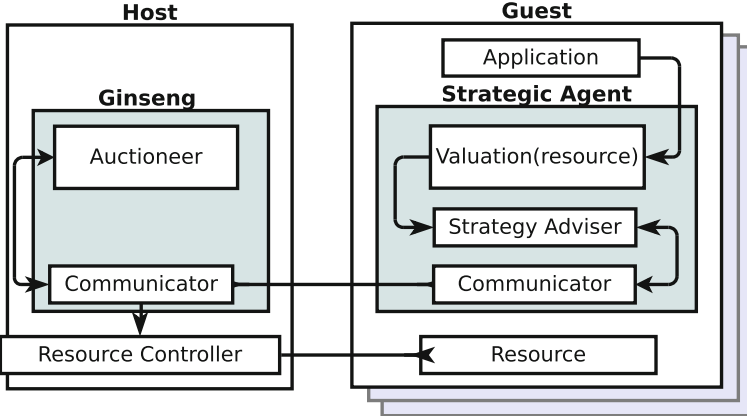 Host
Ginseng
Auctioneer
Communicator
Resource Controller
Guest
Application
Strategic Agent
Valuation(resource)
Strategy Adviser
Communicator
Resource